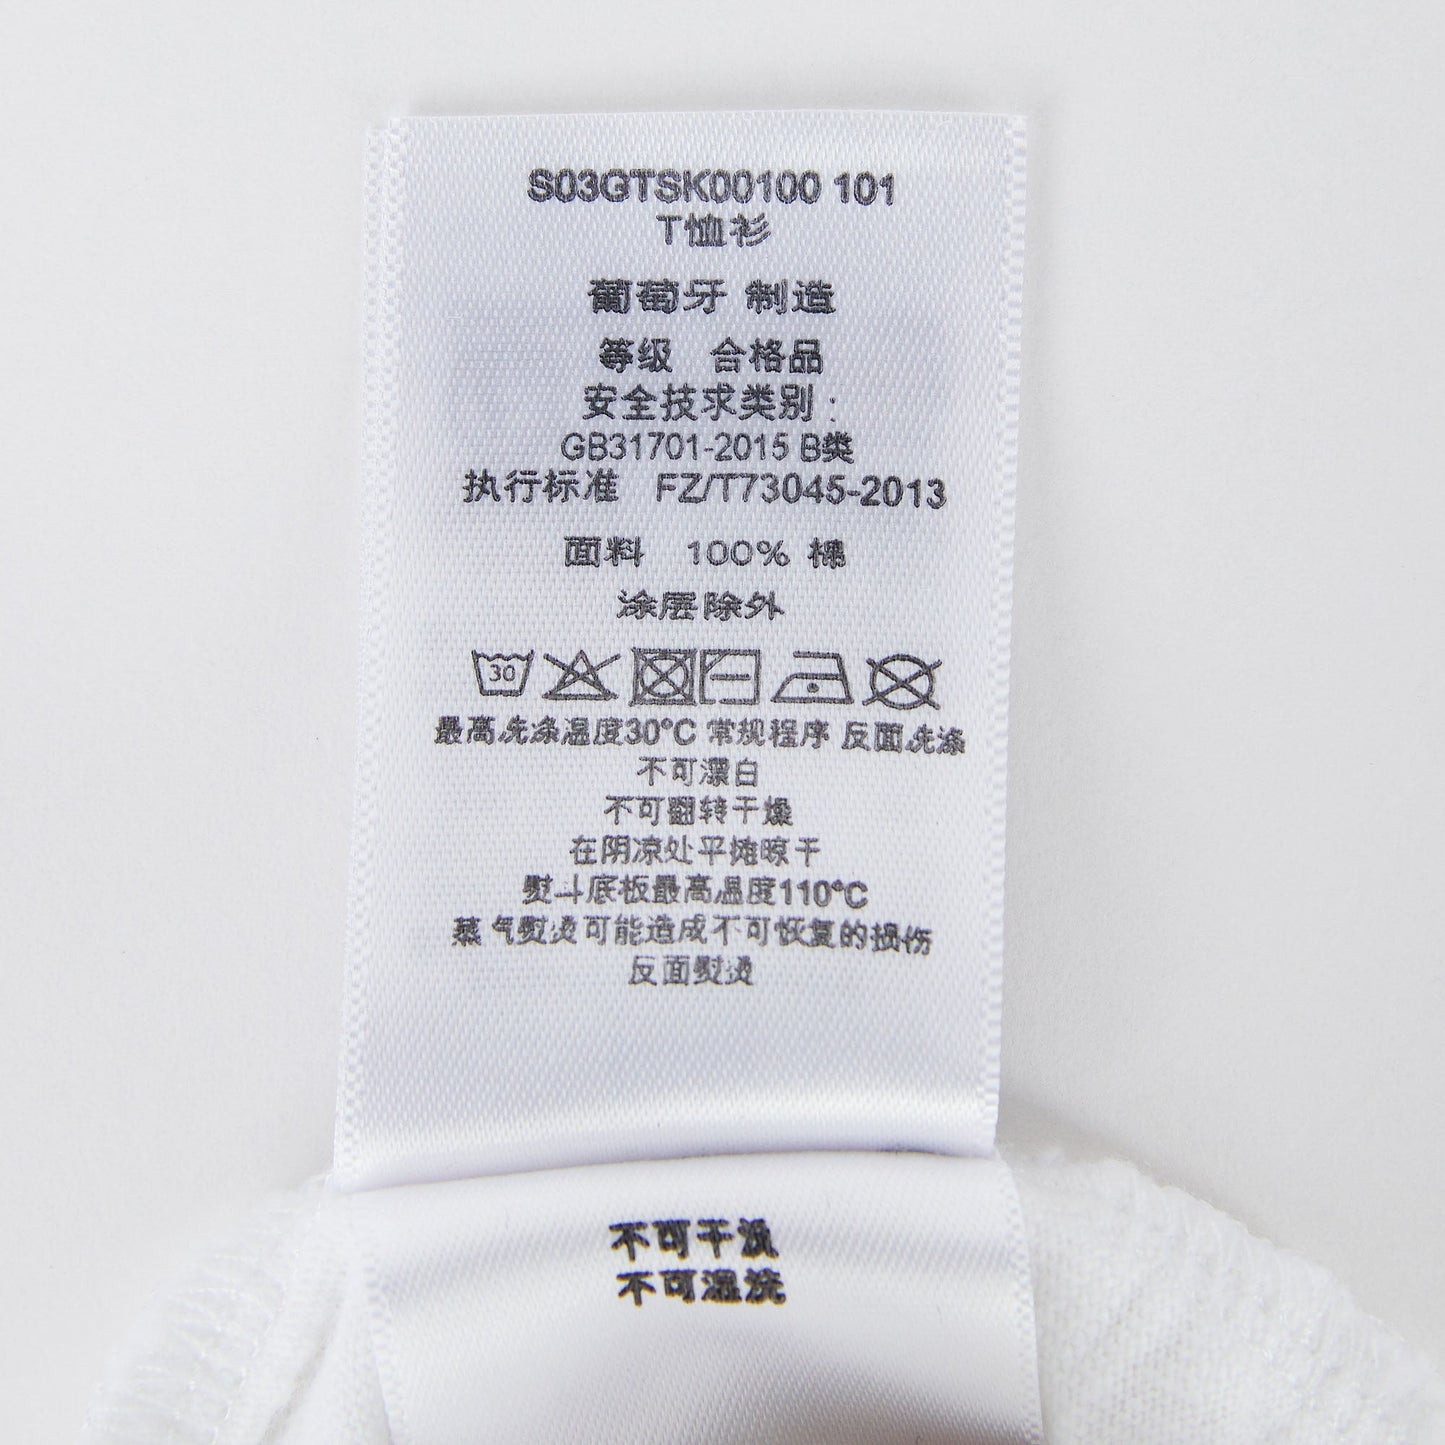 S03GTSK00100 101
T恤衫
葡萄牙 制造
等级 合格品
安全技术类别:
GB31701-2015 B类
执行标准 FZ/T73045-2013
面料 100% 棉
涂层除外
30
最高洗涤温度30°C 常规程序 反面洗涤
不可漂白
不可翻转干燥
在阴凉处平摊晾干
熨斗底板最高温度110°C
蒸气熨烫可能造成不可恢复的损伤
反面熨烫
不可干洗
不可湿洗